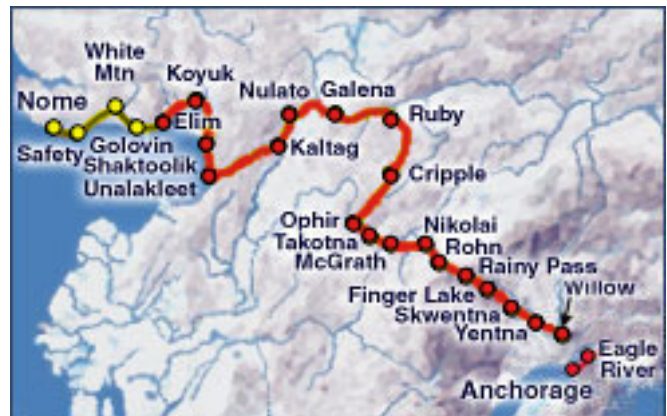 White
Mtn
Koyuk
Nulato
Galena
Nome
Elim
Ruby
Safety
Golovin
Shaktoolik
Unalakleet
Kaltag
Cripple
Ophir
Takotna
McGrath
Nikolai
Rohn
Rainy Pass
Finger Lake
Willow
Skwentna
Yentna
Eagle
River
Anchorage